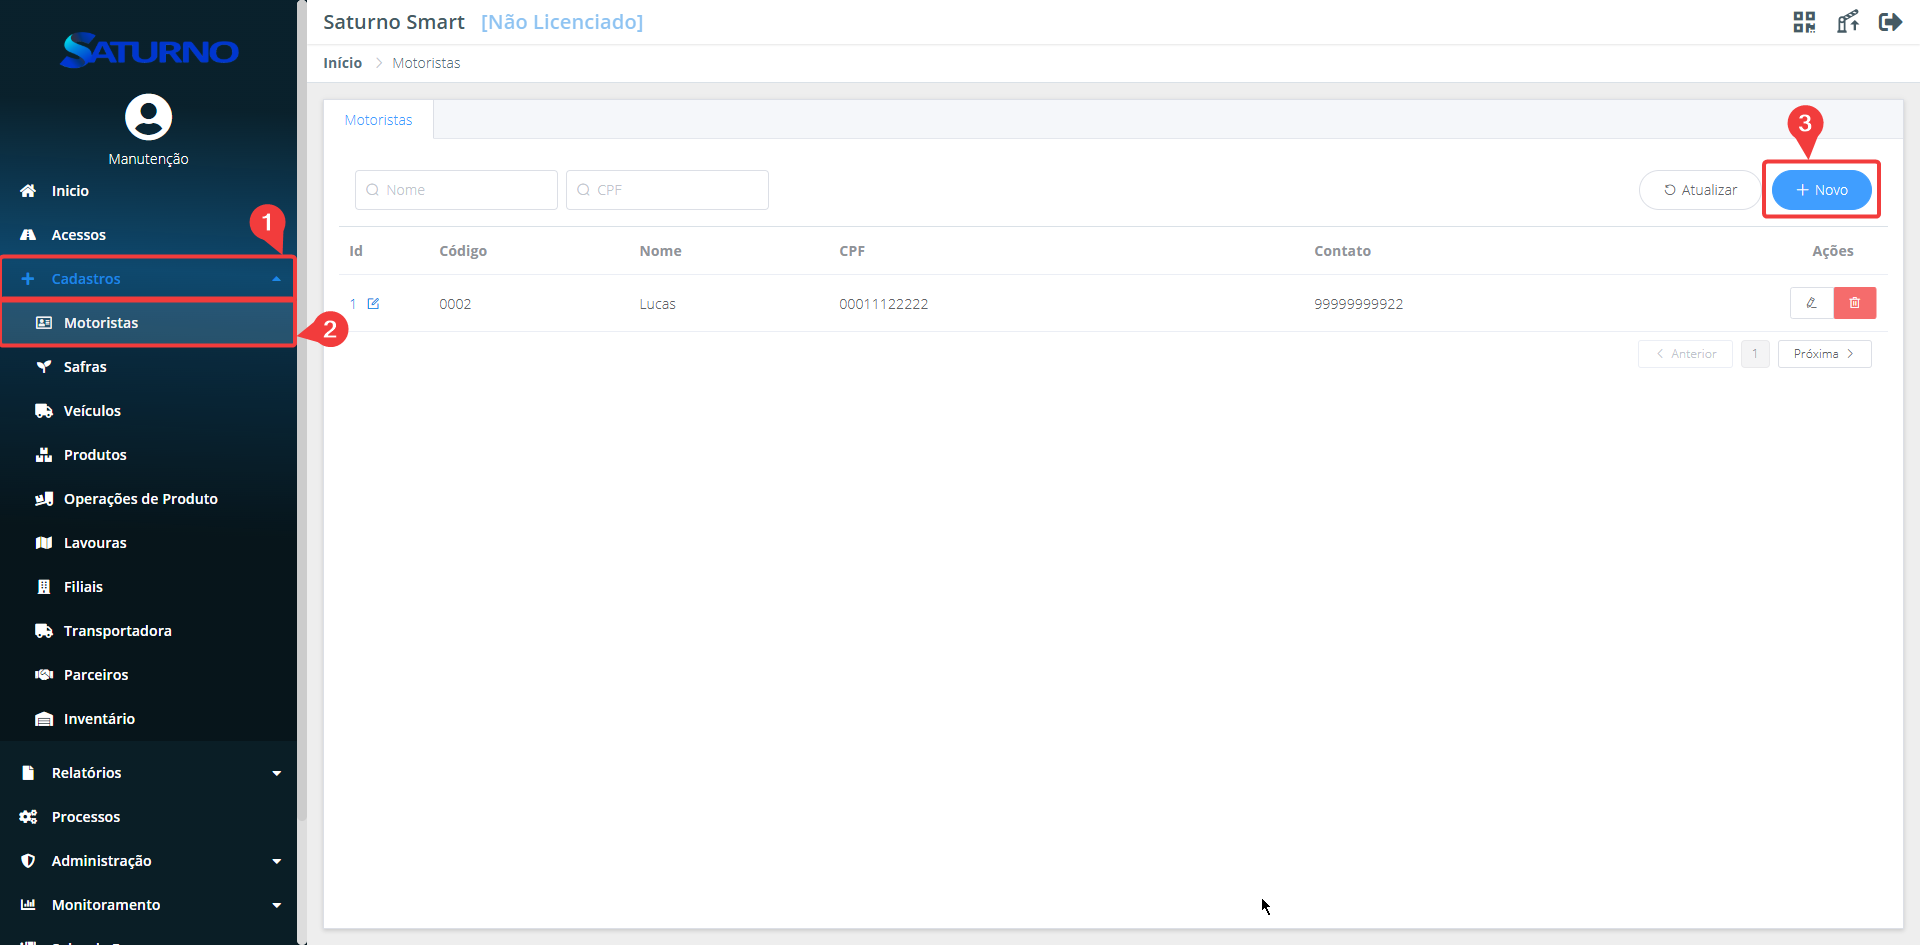 SATURNO
Manutenção
Inicio
Acessos
1
Cadastros
Motoristas
2
Safras
Veículos
Produtos
Operações de Produto
Lavouras
Filiais
Transportadora
Parceiros
Inventário
Relatórios
Processos
Administração
Monitoramento
Saturno Smart [Não Licenciado]
Início > Motoristas
Motoristas
3
Nome CPF Atualizar + Novo
Id Código Nome CPF Contato Ações
1 0002 Lucas 00011122222 99999999922
< Anterior 1 Próxima >